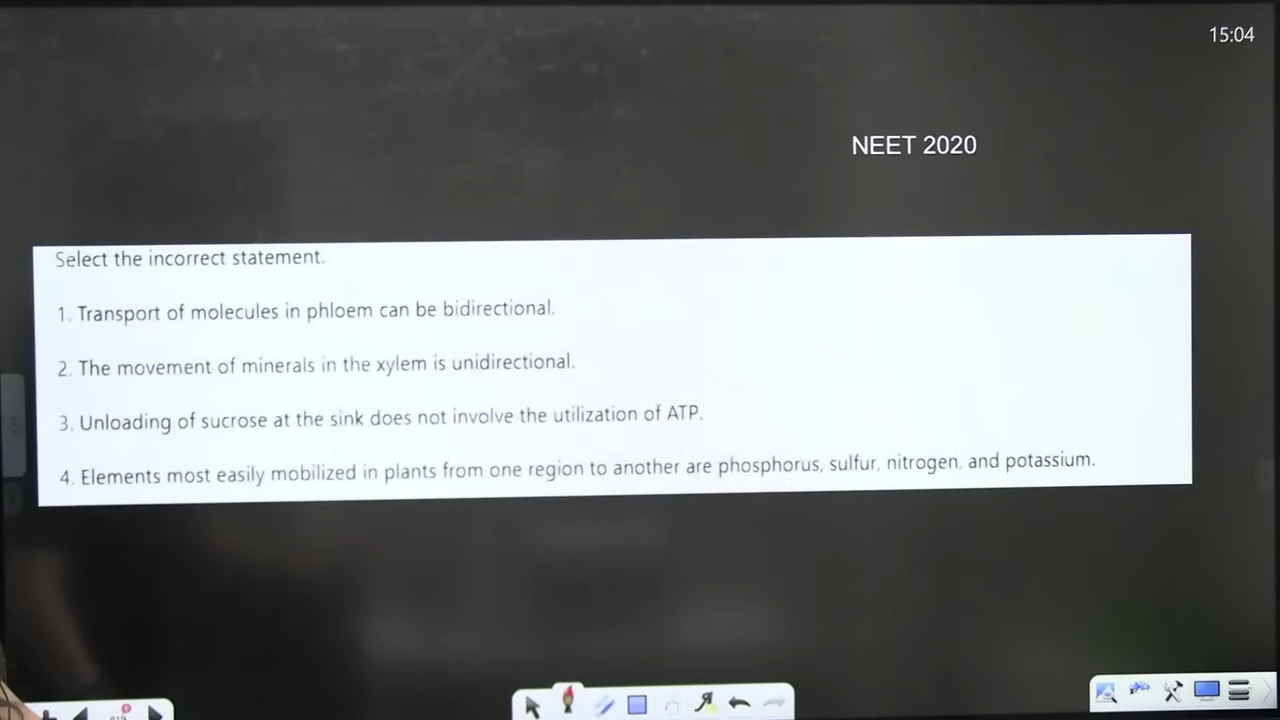 15:04
NEET 2020
Select the incorrect statement.
1. Transport of molecules in phloem can be bidirectional.
2. The movement of minerals in the xylem is unidirectional.
3. Unloading of sucrose at the sink does not involve the utilization of ATP.
4. Elements most easily mobilized in plants from one region to another are phosphorus, sulfur, nitrogen, and potassium.